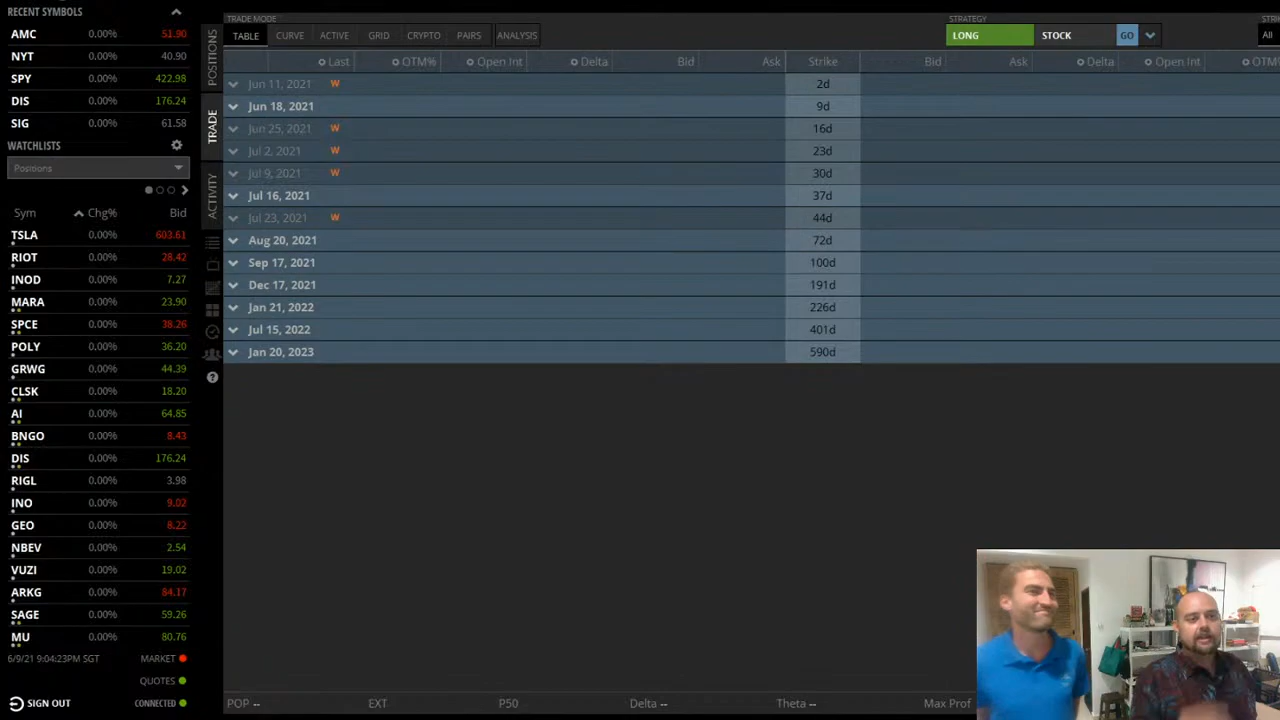 RECENT SYMBOLS
AMC 0.00% 51.90
NYT 0.00% 40.90
SPY 0.00% 422.98
DIS 0.00% 176.24
SIG 0.00% 61.58
WATCHLISTS
Positions
Sym Chg% Bid
TSLA 0.00% 603.61
RIOT 0.00% 28.42
INOD 0.00% 7.27
MARA 0.00% 23.90
SPCE 0.00% 38.26
POLY 0.00% 36.20
GRWG 0.00% 44.39
CLSK 0.00% 18.20
AI 0.00% 64.85
BNGO 0.00% 8.43
DIS 0.00% 176.24
RIGL 0.00% 3.98
INO 0.00% 9.02
GEO 0.00% 8.22
NBEV 0.00% 2.54
VUZI 0.00% 19.02
ARKG 0.00% 84.17
SAGE 0.00% 59.26
MU 0.00% 80.76
6/9/21 9:04:23PM SGT MARKET
QUOTES
SIGN OUT CONNECTED
POSITIONS
TRADE
ACTIVITY
TRADE MODE
TABLE CURVE ACTIVE GRID CRYPTO PAIRS ANALYSIS
STRATEGY
LONG STOCK GO
STRI
All
Last OTM% Open Int Delta Bid Ask Strike Bid Ask Delta Open Int OTM%
Jun 11, 2021 W 2d
Jun 18, 2021 9d
Jun 25, 2021 W 16d
Jul 2, 2021 W 23d
Jul 9, 2021 W 30d
Jul 16, 2021 37d
Jul 23, 2021 W 44d
Aug 20, 2021 72d
Sep 17, 2021 100d
Dec 17, 2021 191d
Jan 21, 2022 226d
Jul 15, 2022 401d
Jan 20, 2023 590d
POP -- EXT P50 Delta -- Theta -- Max Prof